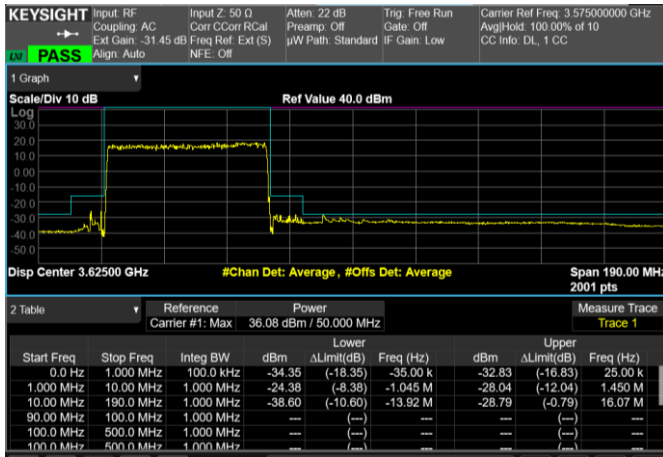 KEYSIGHT Input: RF Input Z: 50 Ω Atten: 22 dB Trig: Free Run Carrier Ref Freq: 3.575000000 GHz
Coupling: AC Corr CCorr RCal Preamp: Off Gate: Off Avg|Hold: 100.00% of 10
Ext Gain: -31.45 dB Freq Ref: Ext (S) µW Path: Standard IF Gain: Low CC Info: DL, 1 CC
LXI PASS Align: Auto NFE: Off
1 Graph
Scale/Div 10 dB Ref Value 40.0 dBm
Log
30.0
20.0
10.0
0.00
-10.0
-20.0
-30.0
-40.0
-50.0
Disp Center 3.62500 GHz #Chan Det: Average, #Offs Det: Average Span 190.00 MHz
2001 pts
2 Table Reference Power Measure Trace
Carrier #1: Max 36.08 dBm / 50.000 MHz Trace 1
Lower Upper
Start Freq Stop Freq Integ BW dBm ΔLimit(dB) Freq (Hz) dBm ΔLimit(dB) Freq (Hz)
0.0 Hz 1.000 MHz 100.0 kHz -34.35 (-18.35) -35.00 k -32.83 (-16.83) 25.00 k
1.000 MHz 10.00 MHz 1.000 MHz -24.38 (-8.38) -1.045 M -28.04 (-12.04) 1.450 M
10.00 MHz 190.0 MHz 1.000 MHz -38.60 (-10.60) -13.92 M -28.79 (-0.79) 16.07 M
90.00 MHz 100.0 MHz 1.000 MHz --- (---) --- --- (---) ---
100.0 MHz 500.0 MHz 1.000 MHz --- (---) --- --- (---) ---
100.0 MHz 500.0 MHz 1.000 MHz --- (---) --- --- (---) ---